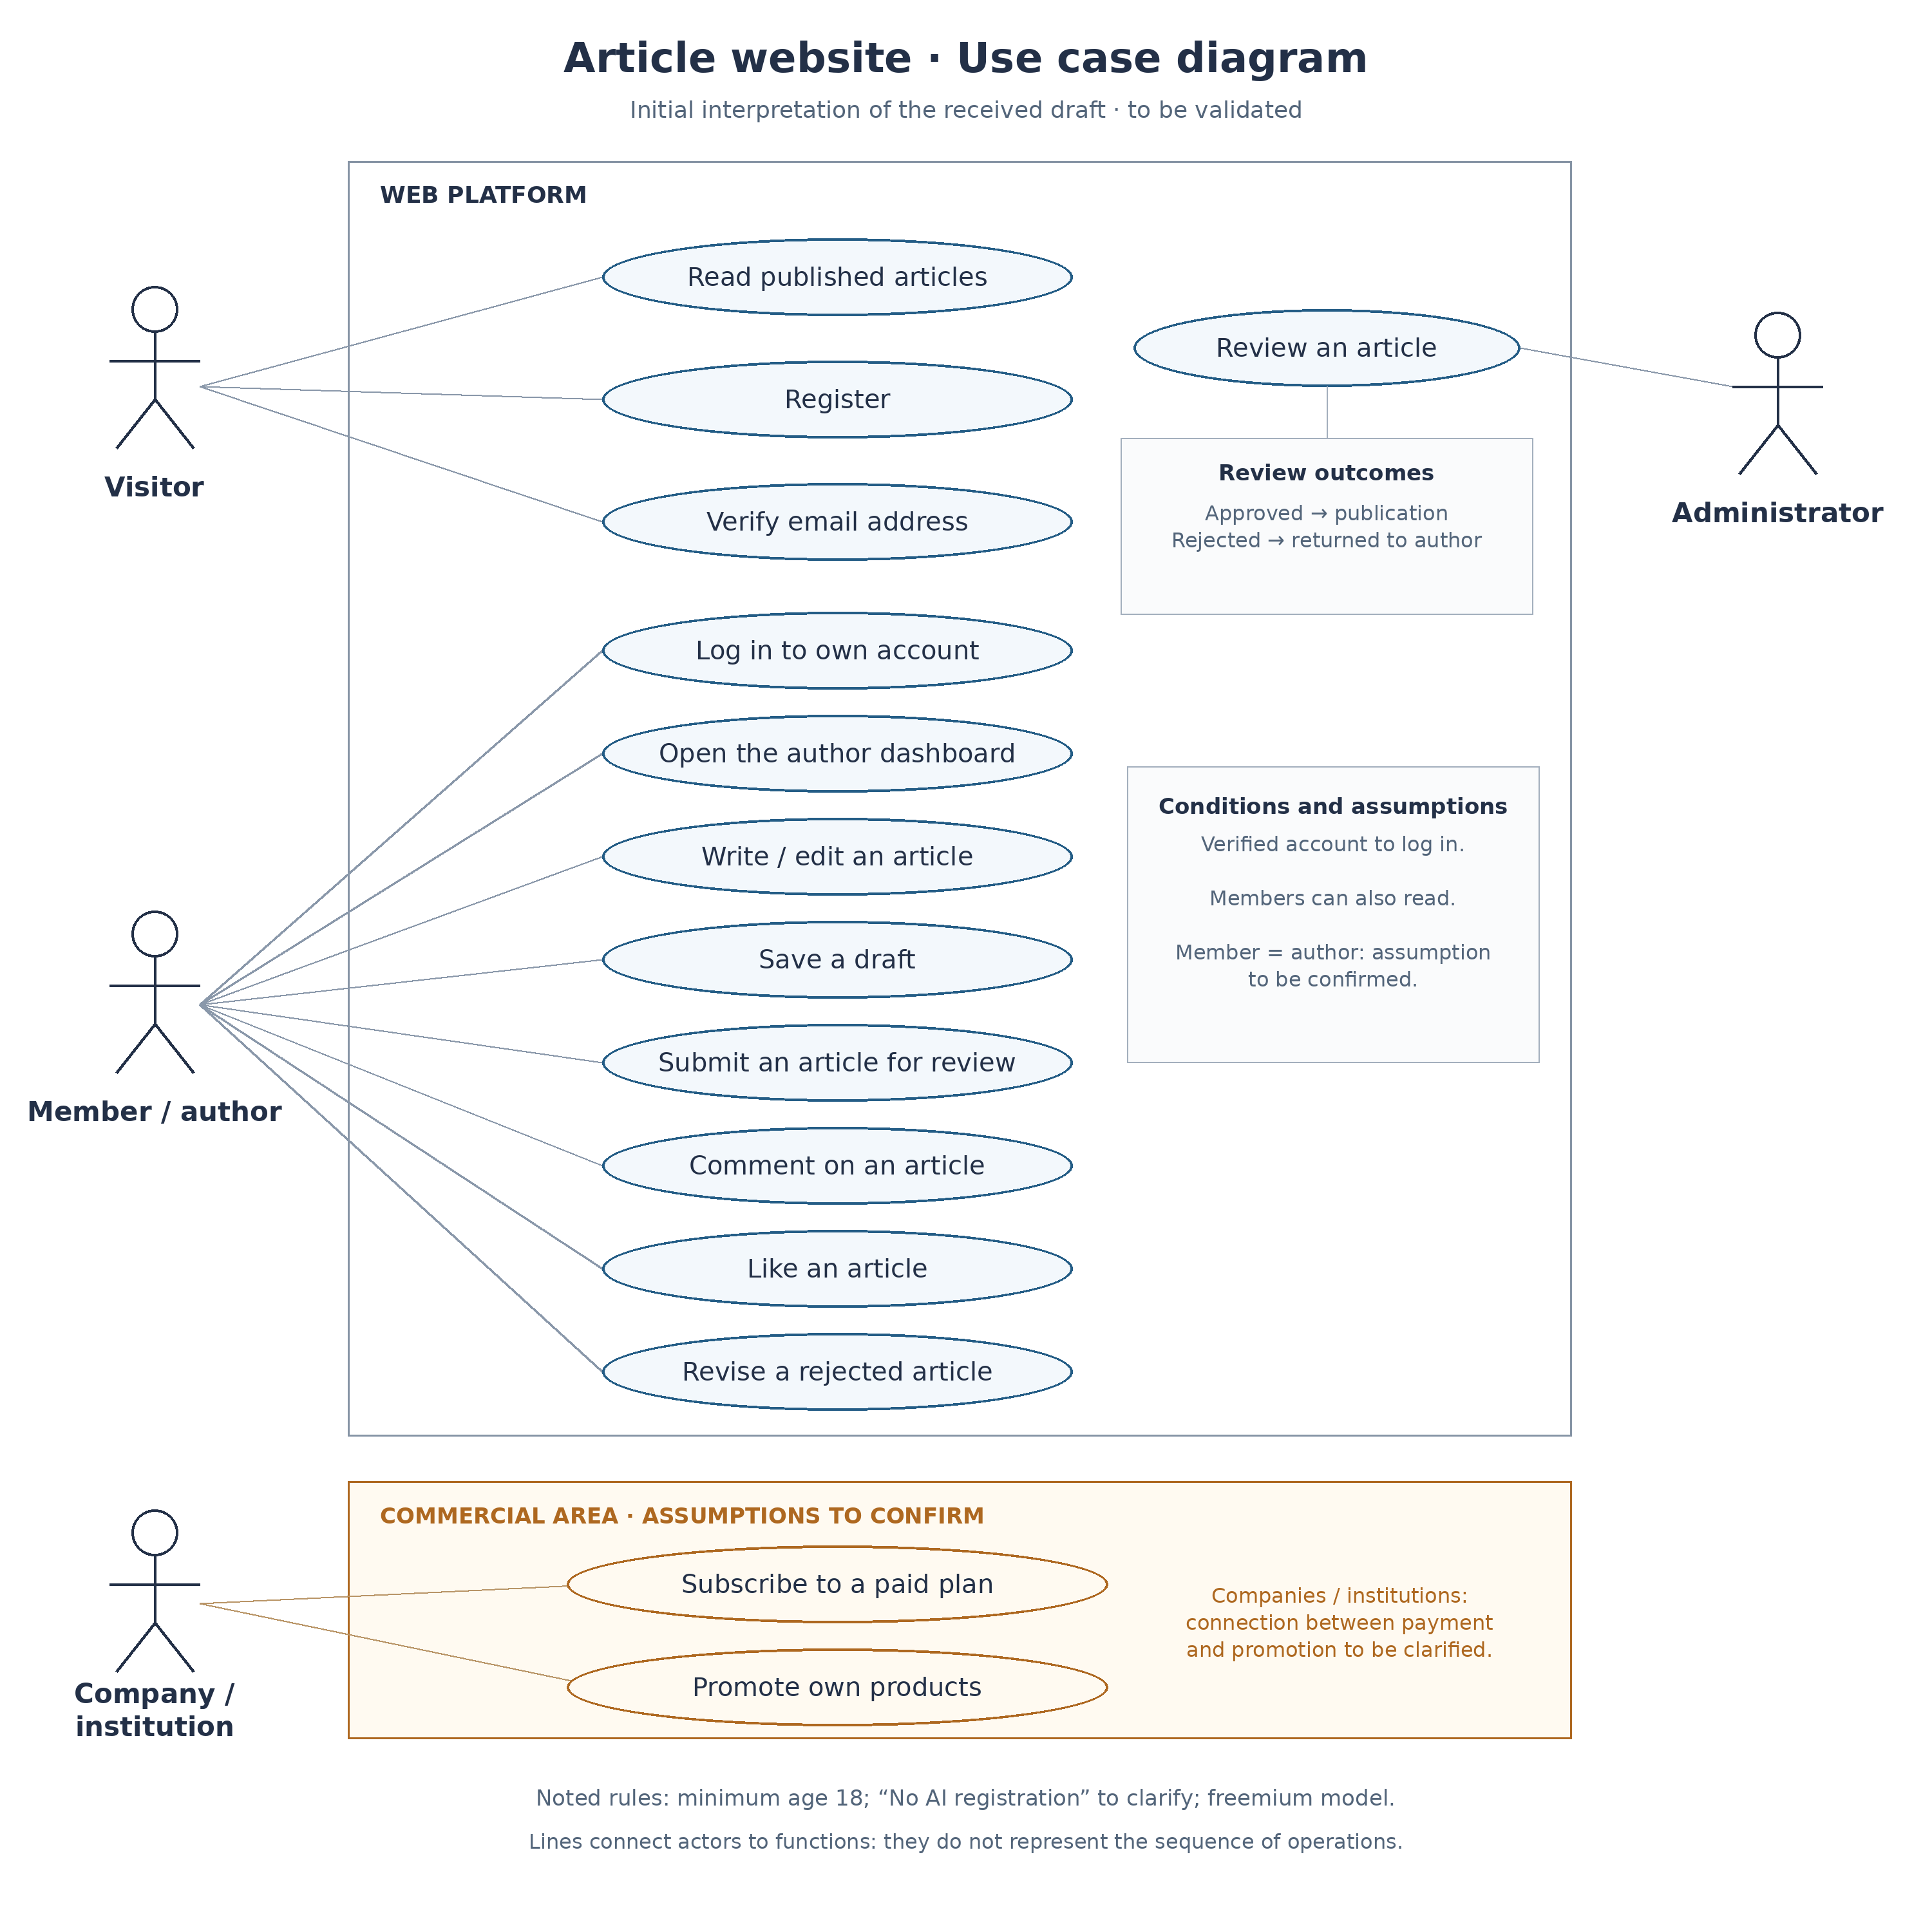 Article website · Use case diagram
Initial interpretation of the received draft · to be validated
WEB PLATFORM
Read published articles
Register
Verify email address
Visitor
Review an article
Review outcomes
Approved → publication
Rejected → returned to author
Administrator
Log in to own account
Open the author dashboard
Write / edit an article
Save a draft
Submit an article for review
Comment on an article
Like an article
Revise a rejected article
Member / author
Conditions and assumptions
Verified account to log in.
Members can also read.
Member = author: assumption
to be confirmed.
COMMERCIAL AREA · ASSUMPTIONS TO CONFIRM
Subscribe to a paid plan
Promote own products
Company /
institution
Companies / institutions:
connection between payment
and promotion to be clarified.
Noted rules: minimum age 18; “No AI registration” to clarify; freemium model.
Lines connect actors to functions: they do not represent the sequence of operations.